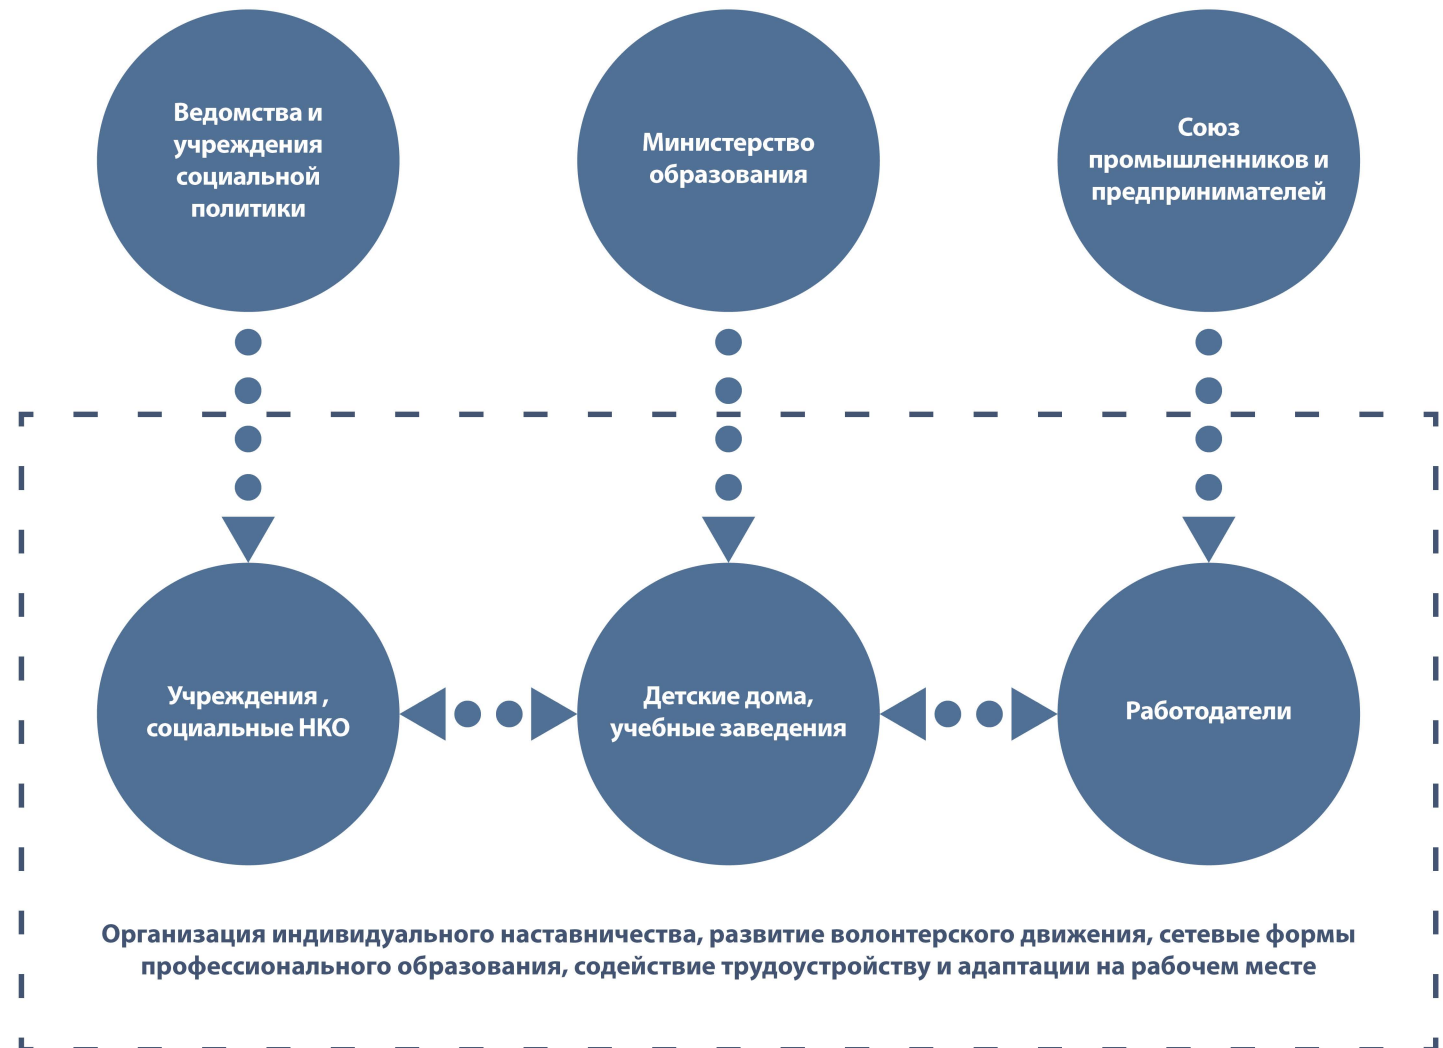 Ведомства и
учреждения
социальной
политики
Министерство
образования
Союз
промышленников и
предпринимателей
Учреждения ,
социальные НКО
Детские дома,
учебные заведения
Работодатели
Организация индивидуального наставничества, развитие волонтерского движения, сетевые формы
профессионального образования, содействие трудоустройству и адаптации на рабочем месте